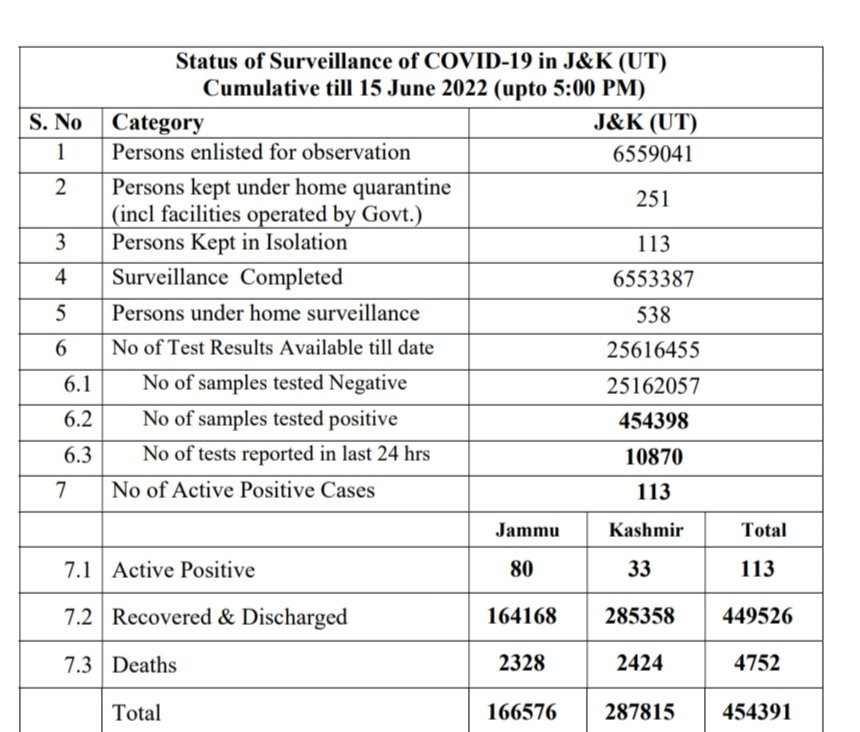 Status of Surveillance of COVID-19 in J&K (UT)
Cumulative till 15 June 2022 (upto 5:00 PM)
S. No Category J&K (UT)
1 Persons enlisted for observation 6559041
2 Persons kept under home quarantine
(incl facilities operated by Govt.) 251
3 Persons Kept in Isolation 113
4 Surveillance Completed 6553387
5 Persons under home surveillance 538
6 No of Test Results Available till date 25616455
6.1 No of samples tested Negative 25162057
6.2 No of samples tested positive 454398
6.3 No of tests reported in last 24 hrs 10870
7 No of Active Positive Cases 113
Jammu Kashmir Total
7.1 Active Positive 80 33 113
7.2 Recovered & Discharged 164168 285358 449526
7.3 Deaths 2328 2424 4752
Total 166576 287815 454391